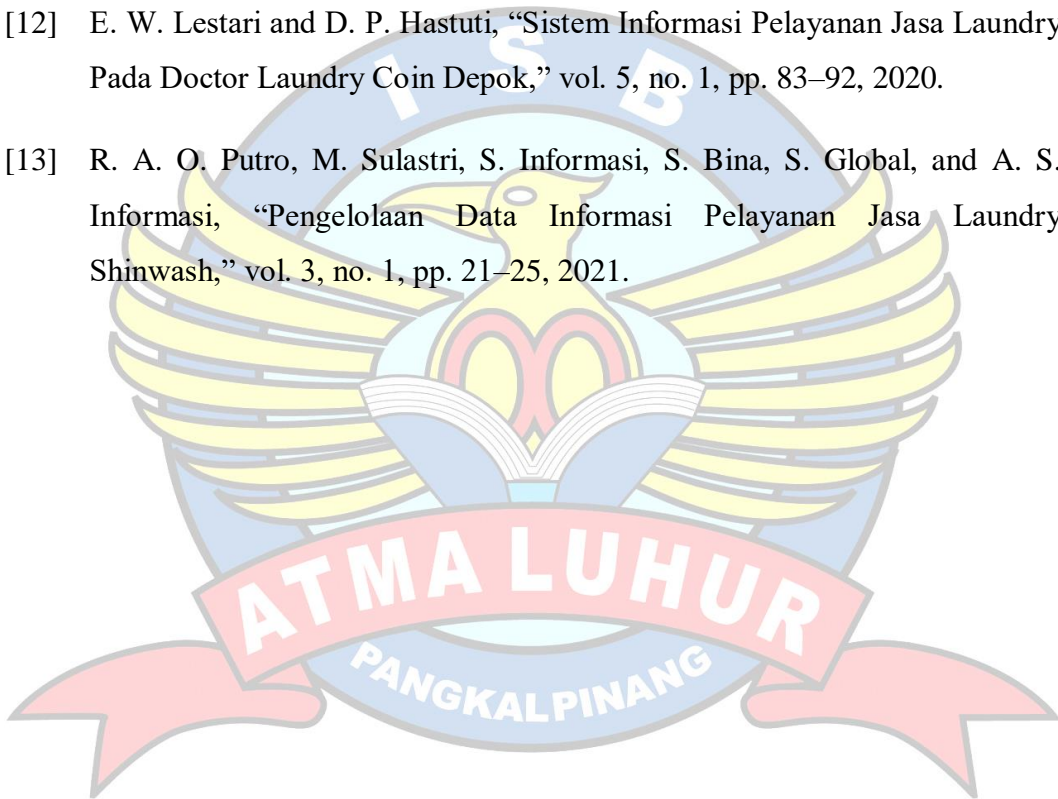 [12] E. W. Lestari and D. P. Hastuti, “Sistem Informasi Pelayanan Jasa Laundry
Pada Doctor Laundry Coin Depok,” vol. 5, no. 1, pp. 83–92, 2020.
[13] R. A. O. Putro, M. Sulastri, S. Informasi, S. Bina, S. Global, and A. S.
Informasi, “Pengelolaan Data Informasi Pelayanan Jasa Laundry
Shinwash,” vol. 3, no. 1, pp. 21–25, 2021.
I S B
ATMA LUHUR
PANGKALPINANG